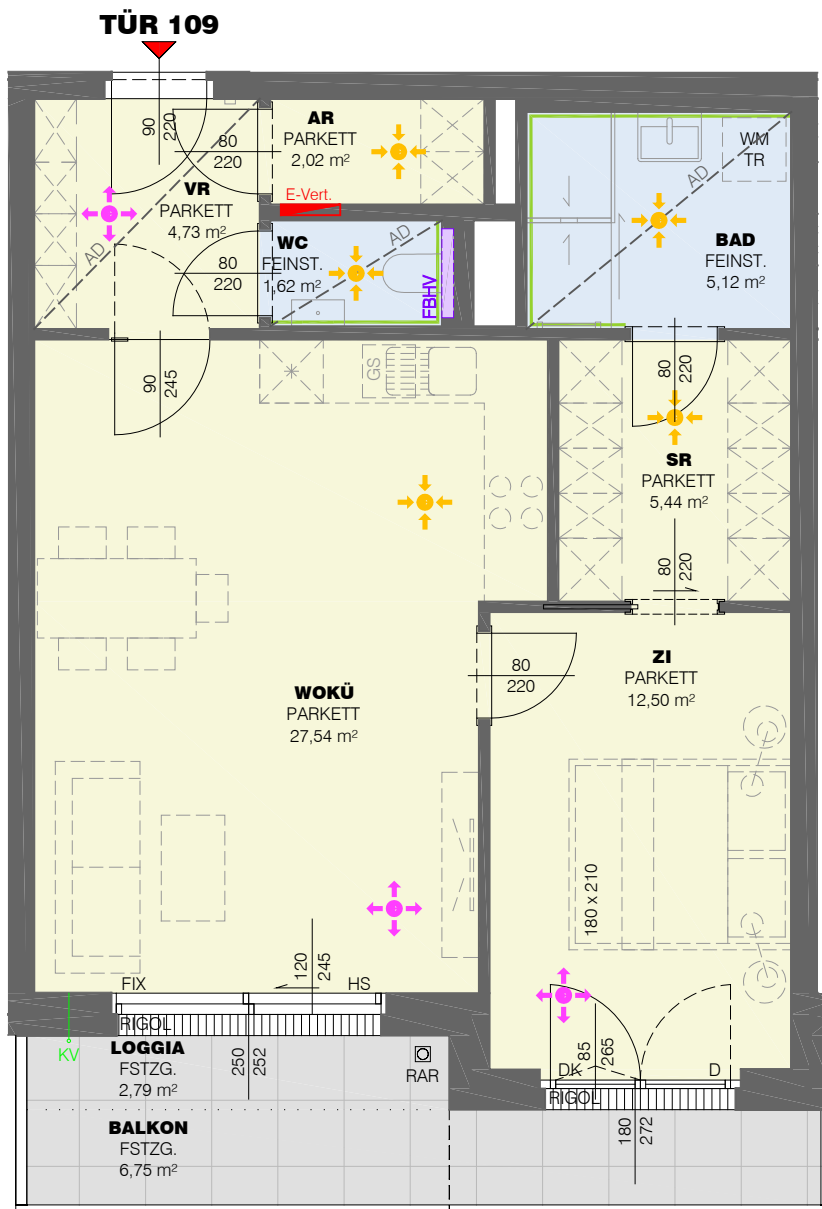 TÜR 109
90
220
80
220
AR
PARKETT
2,02 m²
WM
TR
AD
E-Vert.
VR
PARKETT
4,73 m²
AD
80
220
WC
FEINST.
1,62 m²
AD
FBHV
BAD
FEINST.
5,12 m²
90
245
GS
80
220
SR
PARKETT
5,44 m²
80
220
80
220
ZI
PARKETT
12,50 m²
WOKÜ
PARKETT
27,54 m²
180 x 210
FIX
120
245
HS
RIGOL
KV
LOGGIA
FSTZG.
2,79 m²
250
252
RAR
DK
85
265
D
RIGOL
180
272
BALKON
FSTZG.
6,75 m²